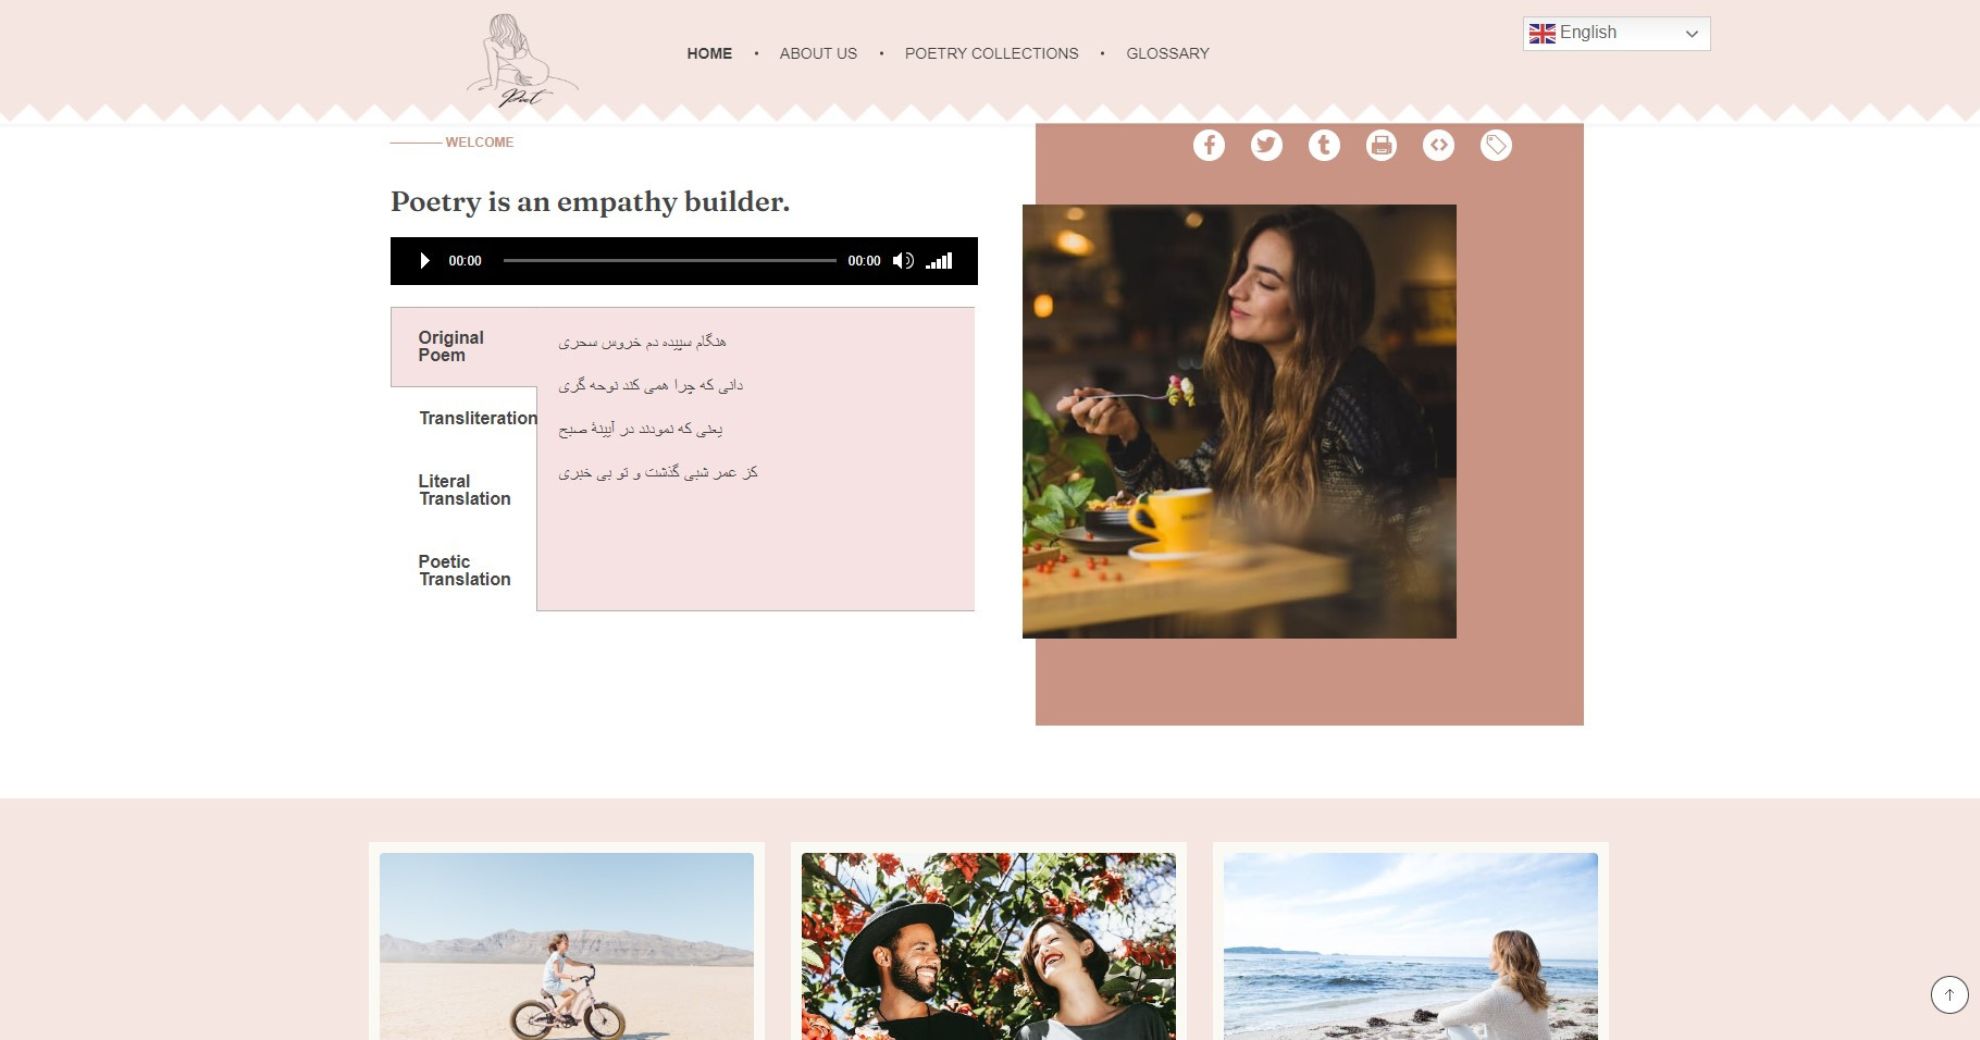 Poet
HOME • ABOUT US • POETRY COLLECTIONS • GLOSSARY
English
WELCOME
Poetry is an empathy builder.
00:00 00:00
Original
Poem
هنگام سپیده دم خروس سحری
دانی که چرا همی کند نوحه گری
یعنی که نمودند در آیینهٔ صبح
کز عمر شبی گذشت و تو بی خبری
Transliteration
Literal
Translation
Poetic
Translation